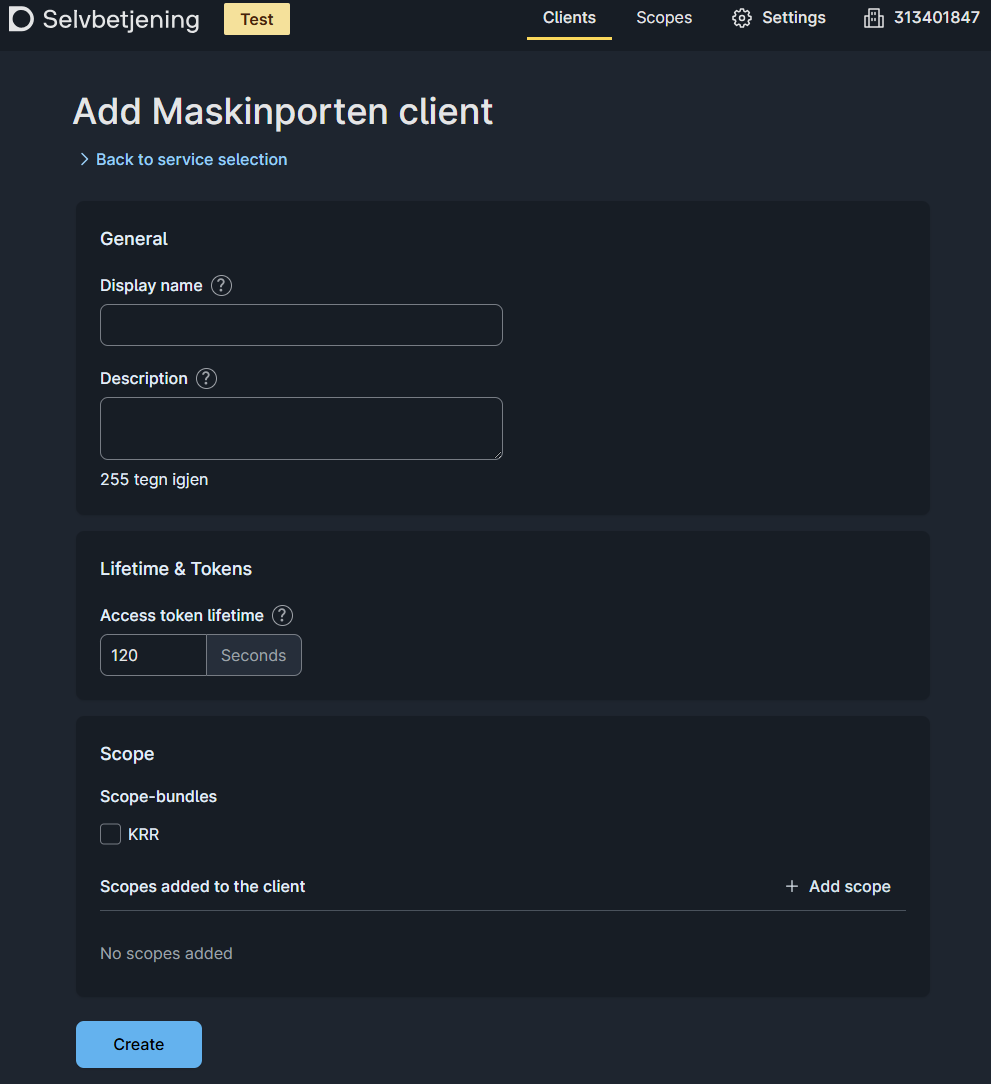 Selvbetjening Test Clients Scopes Settings 313401847
Add Maskinporten client
Back to service selection
General
Display name ?
Description ?
255 tegn igjen
Lifetime & Tokens
Access token lifetime ?
120 Seconds
Scope
Scope-bundles
KRR
Scopes added to the client + Add scope
No scopes added
Create